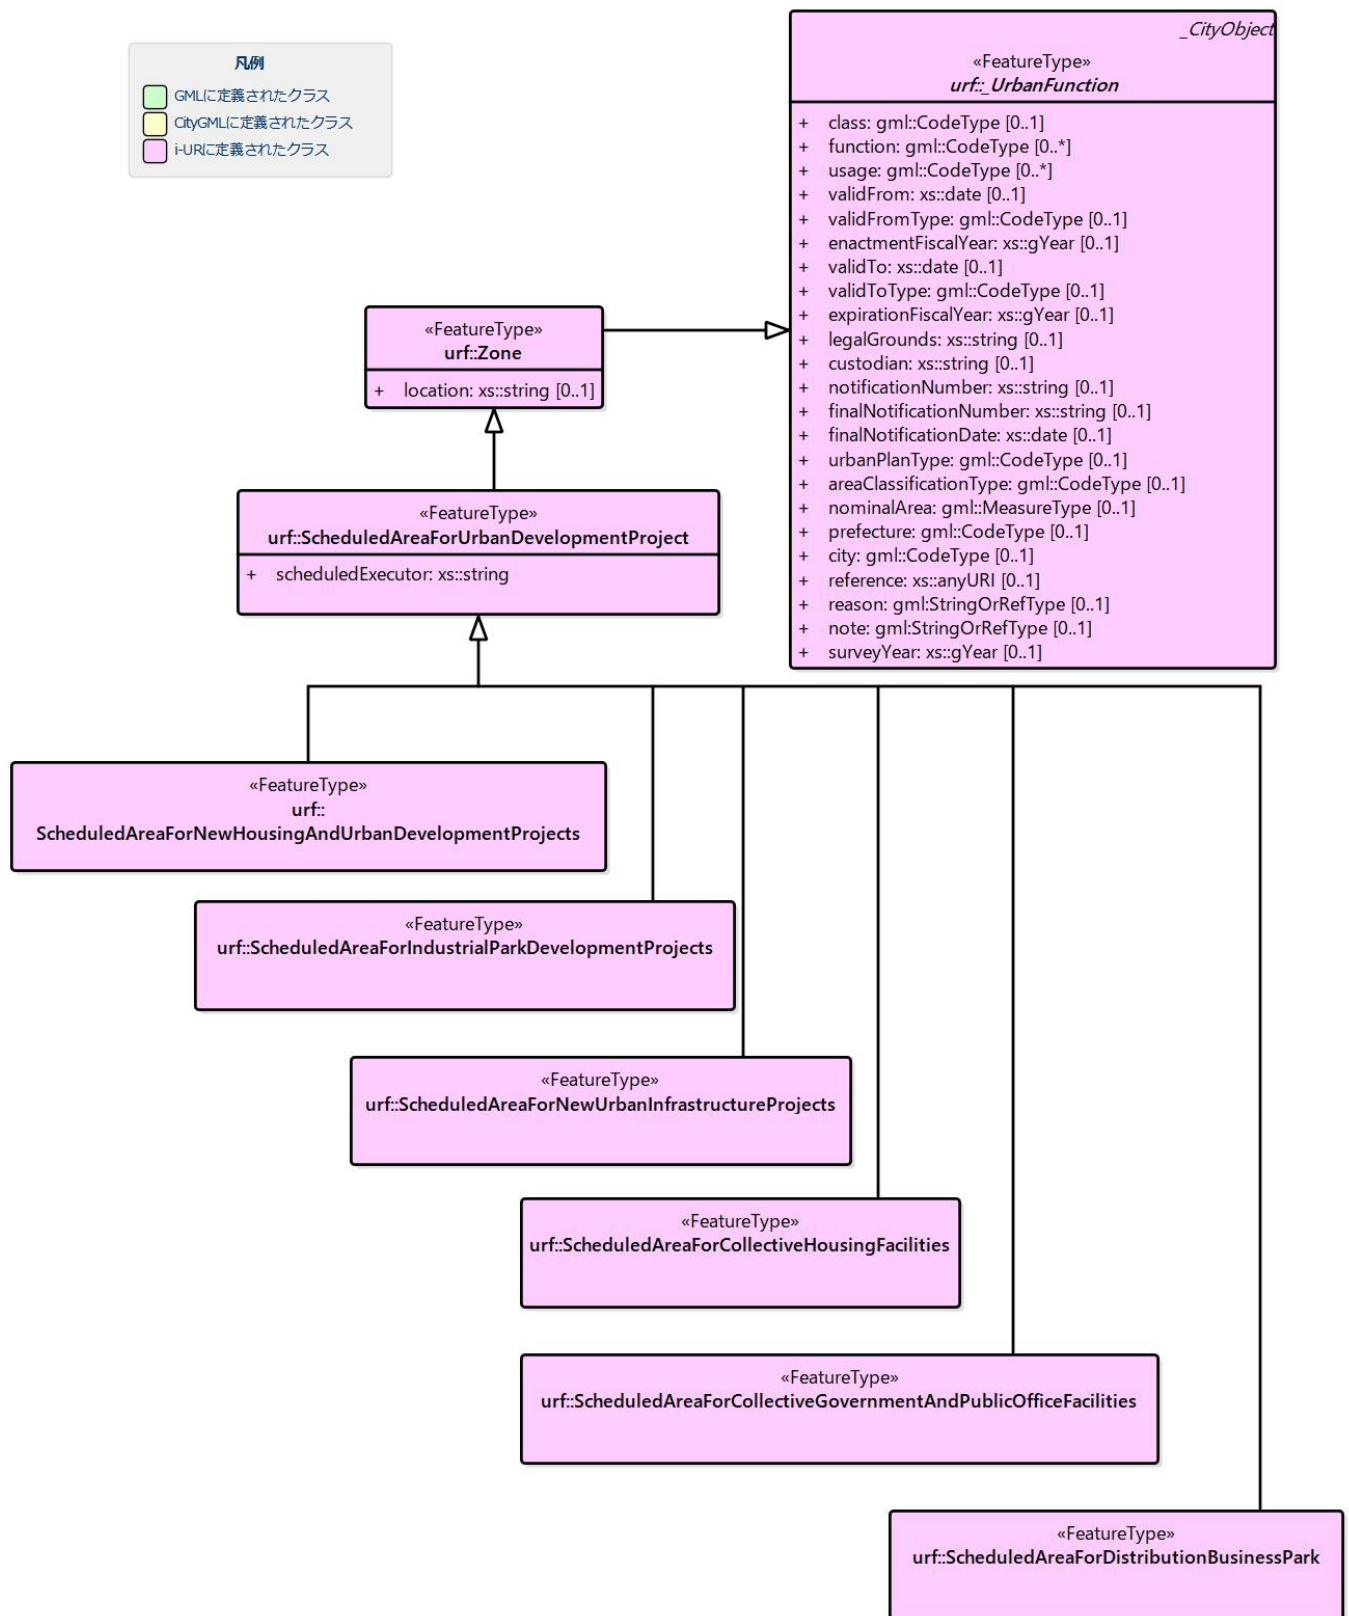 凡例
GMLに定義されたクラス
CityGMLに定義されたクラス
i-URに定義されたクラス
_CityObject
«FeatureType»
urf::_UrbanFunction
+ class: gml::CodeType [0..1]
+ function: gml::CodeType [0..*]
+ usage: gml::CodeType [0..*]
+ validFrom: xs::date [0..1]
+ validFromType: gml::CodeType [0..1]
+ enactmentFiscalYear: xs::gYear [0..1]
+ validTo: xs::date [0..1]
+ validToType: gml::CodeType [0..1]
+ expirationFiscalYear: xs::gYear [0..1]
+ legalGrounds: xs::string [0..1]
+ custodian: xs::string [0..1]
+ notificationNumber: xs::string [0..1]
+ finalNotificationNumber: xs::string [0..1]
+ finalNotificationDate: xs::date [0..1]
+ urbanPlanType: gml::CodeType [0..1]
+ areaClassificationType: gml::CodeType [0..1]
+ nominalArea: gml::MeasureType [0..1]
+ prefecture: gml::CodeType [0..1]
+ city: gml::CodeType [0..1]
+ reference: xs::anyURI [0..1]
+ reason: gml:StringOrRefType [0..1]
+ note: gml:StringOrRefType [0..1]
+ surveyYear: xs::gYear [0..1]
«FeatureType»
urf::Zone
+ location: xs::string [0..1]
«FeatureType»
urf::ScheduledAreaForUrbanDevelopmentProject
+ scheduledExecutor: xs::string
«FeatureType»
urf::
ScheduledAreaForNewHousingAndUrbanDevelopmentProjects
«FeatureType»
urf::ScheduledAreaForIndustrialParkDevelopmentProjects
«FeatureType»
urf::ScheduledAreaForNewUrbanInfrastructureProjects
«FeatureType»
urf::ScheduledAreaForCollectiveHousingFacilities
«FeatureType»
urf::ScheduledAreaForCollectiveGovernmentAndPublicOfficeFacilities
«FeatureType»
urf::ScheduledAreaForDistributionBusinessPark